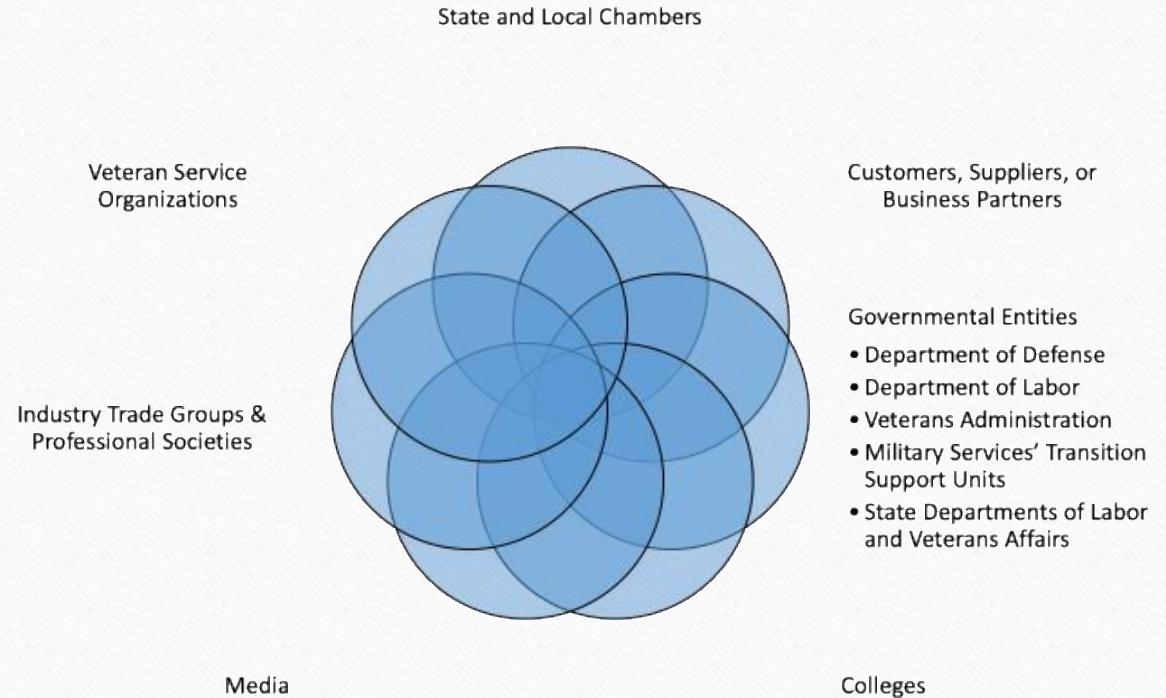 State and Local Chambers
Veteran Service
Organizations
Customers, Suppliers, or
Business Partners
Governmental Entities
• Department of Defense
• Department of Labor
• Veterans Administration
• Military Services’ Transition
Support Units
• State Departments of Labor
and Veterans Affairs
Industry Trade Groups &
Professional Societies
Media
Colleges